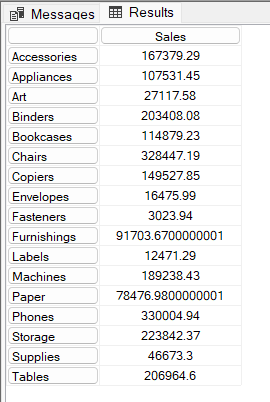 Messages Results
Sales
Accessories 167379.29
Appliances 107531.45
Art 27117.58
Binders 203408.08
Bookcases 114879.23
Chairs 328447.19
Copiers 149527.85
Envelopes 16475.99
Fasteners 3023.94
Furnishings 91703.6700000001
Labels 12471.29
Machines 189238.43
Paper 78476.9800000001
Phones 330004.94
Storage 223842.37
Supplies 46673.3
Tables 206964.6